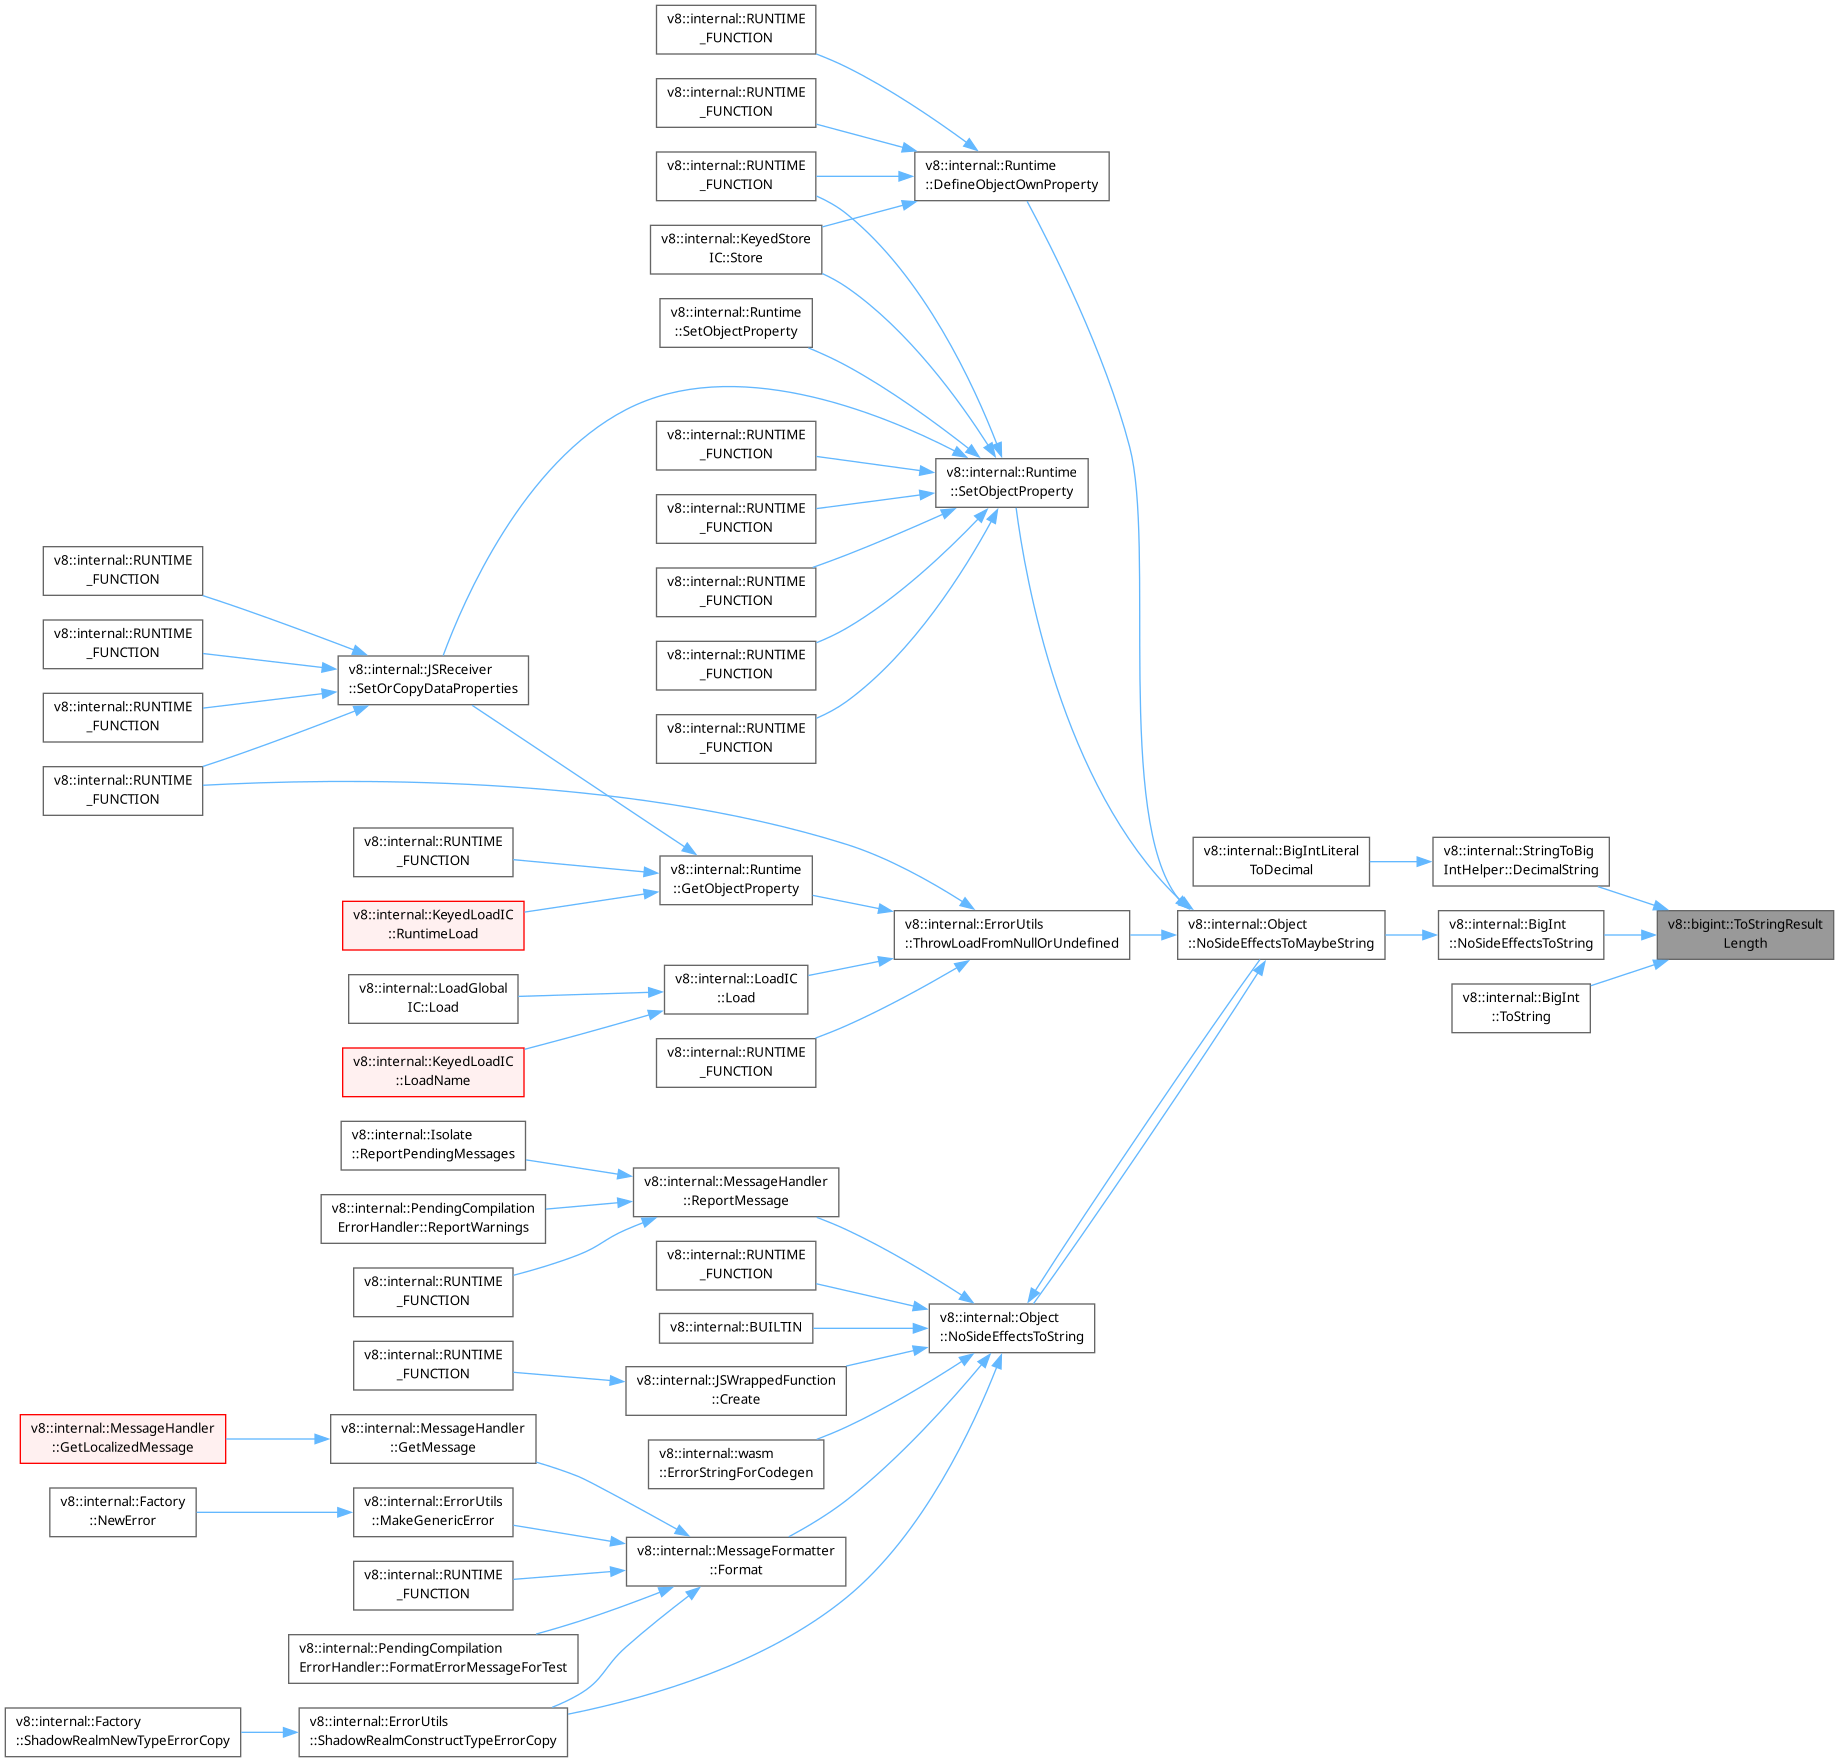 v8::internal::RUNTIME
_FUNCTION
v8::internal::RUNTIME
_FUNCTION
v8::internal::RUNTIME
_FUNCTION
v8::internal::Runtime
::DefineObjectOwnProperty
v8::internal::KeyedStore
IC::Store
v8::internal::Runtime
::SetObjectProperty
v8::internal::RUNTIME
_FUNCTION
v8::internal::Runtime
::SetObjectProperty
v8::internal::RUNTIME
_FUNCTION
v8::internal::RUNTIME
_FUNCTION
v8::internal::RUNTIME
_FUNCTION
v8::internal::RUNTIME
_FUNCTION
v8::internal::RUNTIME
_FUNCTION
v8::internal::RUNTIME
_FUNCTION
v8::internal::JSReceiver
::SetOrCopyDataProperties
v8::internal::RUNTIME
_FUNCTION
v8::internal::RUNTIME
_FUNCTION
v8::internal::RUNTIME
_FUNCTION
v8::internal::Runtime
::GetObjectProperty
v8::internal::KeyedLoadIC
::RuntimeLoad
v8::internal::ErrorUtils
::ThrowLoadFromNullOrUndefined
v8::internal::BigIntLiteral
ToDecimal
v8::internal::StringToBig
IntHelper::DecimalString
v8::internal::Object
::NoSideEffectsToMaybeString
v8::internal::BigInt
::NoSideEffectsToString
v8::bigint::ToStringResult
Length
v8::internal::BigInt
::ToString
v8::internal::LoadGlobal
IC::Load
v8::internal::LoadIC
::Load
v8::internal::KeyedLoadIC
::LoadName
v8::internal::RUNTIME
_FUNCTION
v8::internal::Isolate
::ReportPendingMessages
v8::internal::MessageHandler
::ReportMessage
v8::internal::PendingCompilation
ErrorHandler::ReportWarnings
v8::internal::RUNTIME
_FUNCTION
v8::internal::RUNTIME
_FUNCTION
v8::internal::BUILTIN
v8::internal::Object
::NoSideEffectsToString
v8::internal::RUNTIME
_FUNCTION
v8::internal::JSWrappedFunction
::Create
v8::internal::MessageHandler
::GetLocalizedMessage
v8::internal::MessageHandler
::GetMessage
v8::internal::wasm
::ErrorStringForCodegen
v8::internal::Factory
::NewError
v8::internal::ErrorUtils
::MakeGenericError
v8::internal::MessageFormatter
::Format
v8::internal::RUNTIME
_FUNCTION
v8::internal::PendingCompilation
ErrorHandler::FormatErrorMessageForTest
v8::internal::Factory
::ShadowRealmNewTypeErrorCopy
v8::internal::ErrorUtils
::ShadowRealmConstructTypeErrorCopy